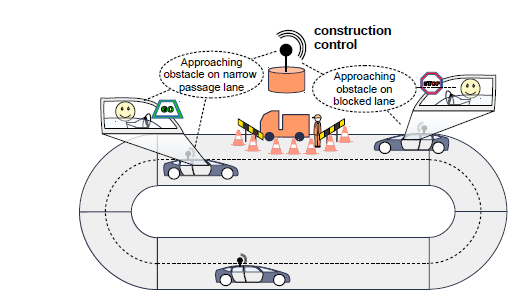 construction
control
Approaching
obstacle on narrow
passage lane
Approaching
obstacle on
blocked lane
GO
STOP